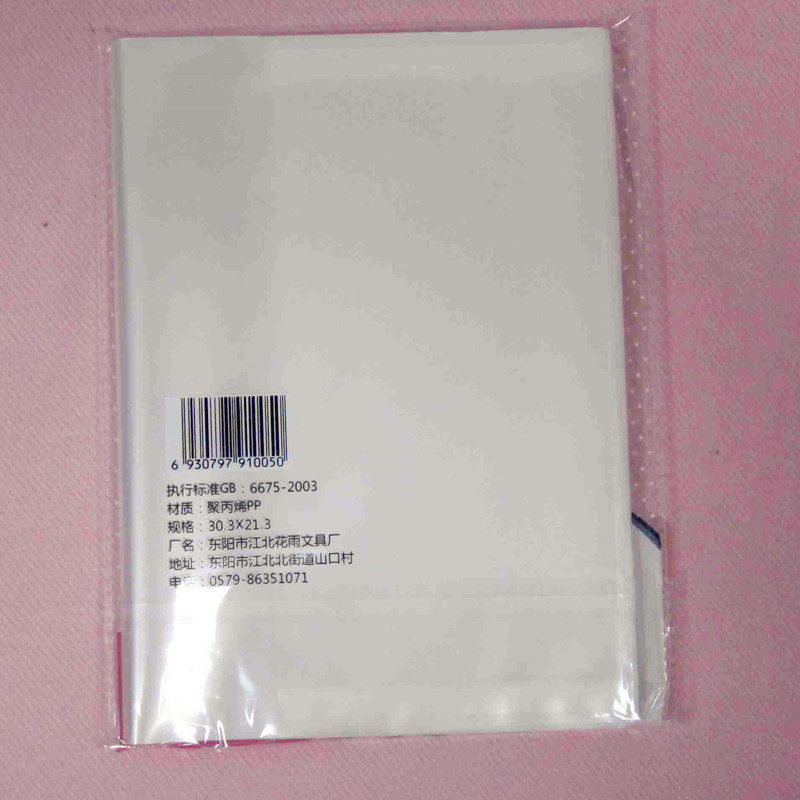 6 930797 910050
执行标准GB：6675-2003
材质：聚丙烯PP
规格：30.3X21.3
厂名：东阳市江北花雨文具厂
地址：东阳市江北北街道山口村
电话：0579-86351071